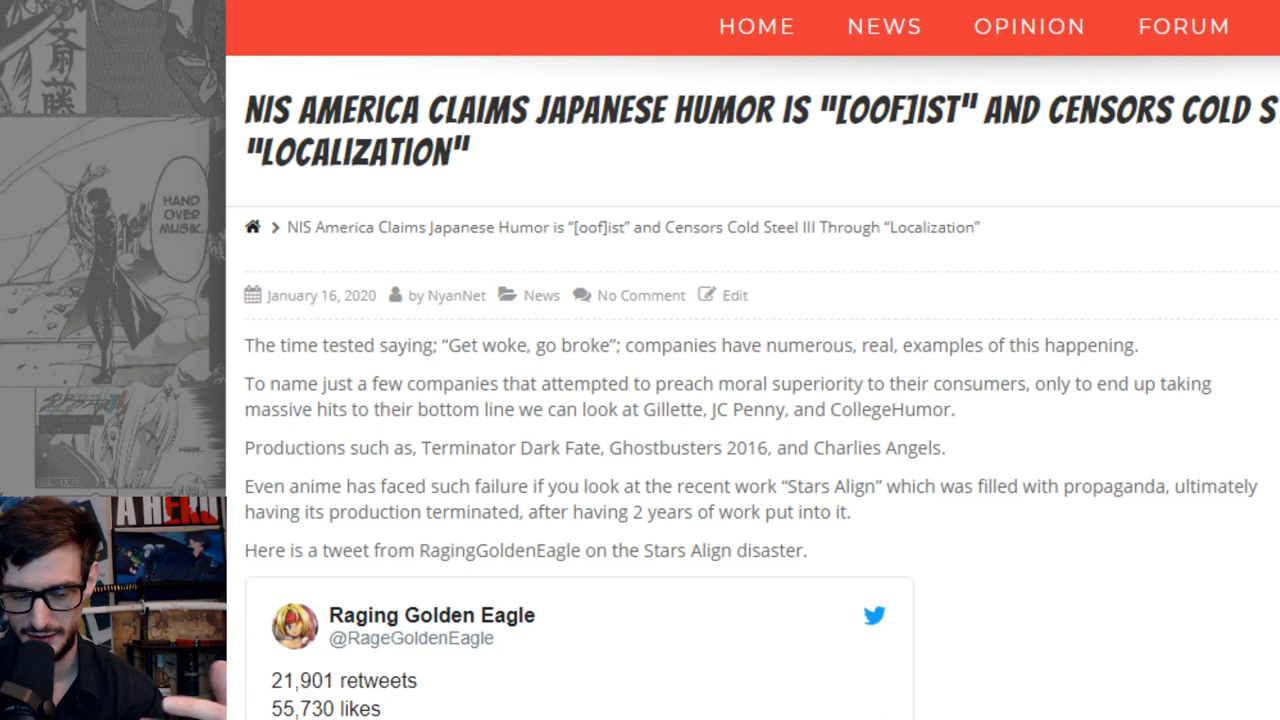 HOME NEWS OPINION FORUM
NIS AMERICA CLAIMS JAPANESE HUMOR IS "[OOF]IST" AND CENSORS COLD
"LOCALIZATION"
NIS America Claims Japanese Humor is “[oof]ist” and Censors Cold Steel III Through “Localization”
January 16, 2020 by NyanNet News No Comment Edit
The time tested saying; “Get woke, go broke”; companies have numerous, real, examples of this happening.
To name just a few companies that attempted to preach moral superiority to their consumers, only to end up taking
massive hits to their bottom line we can look at Gillette, JC Penny, and CollegeHumor.
Productions such as, Terminator Dark Fate, Ghostbusters 2016, and Charlies Angels.
Even anime has faced such failure if you look at the recent work “Stars Align” which was filled with propaganda, ultimately
having its production terminated, after having 2 years of work put into it.
Here is a tweet from RagingGoldenEagle on the Stars Align disaster.
Raging Golden Eagle
@RageGoldenEagle
21,901 retweets
55,730 likes
斎藤
HAND
OVER
MUSIK.
A HERO